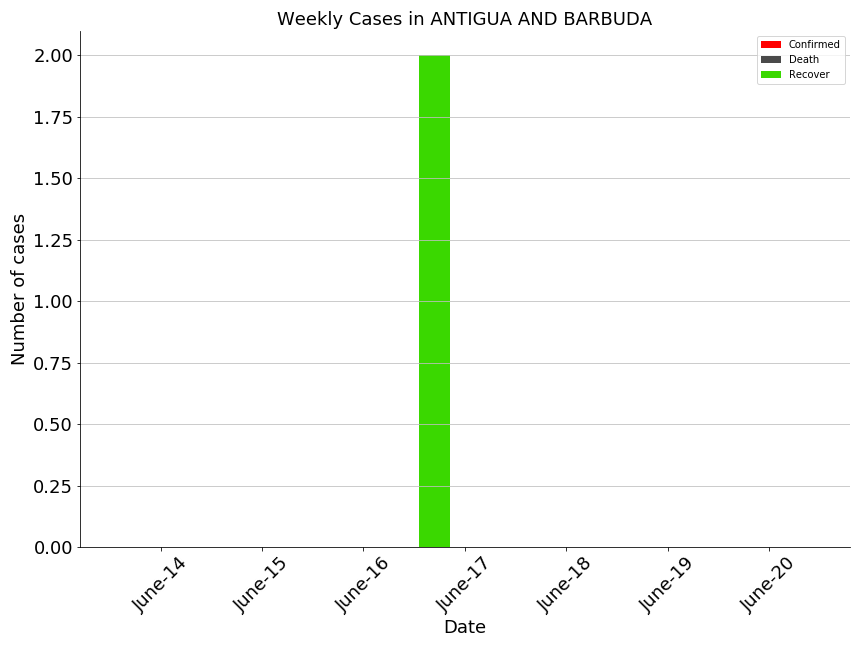 Weekly Cases in ANTIGUA AND BARBUDA
Confirmed
Death
Recover
Number of cases
2.00
1.75
1.50
1.25
1.00
0.75
0.50
0.25
0.00
June-14
June-15
June-16
June-17
June-18
June-19
June-20
Date